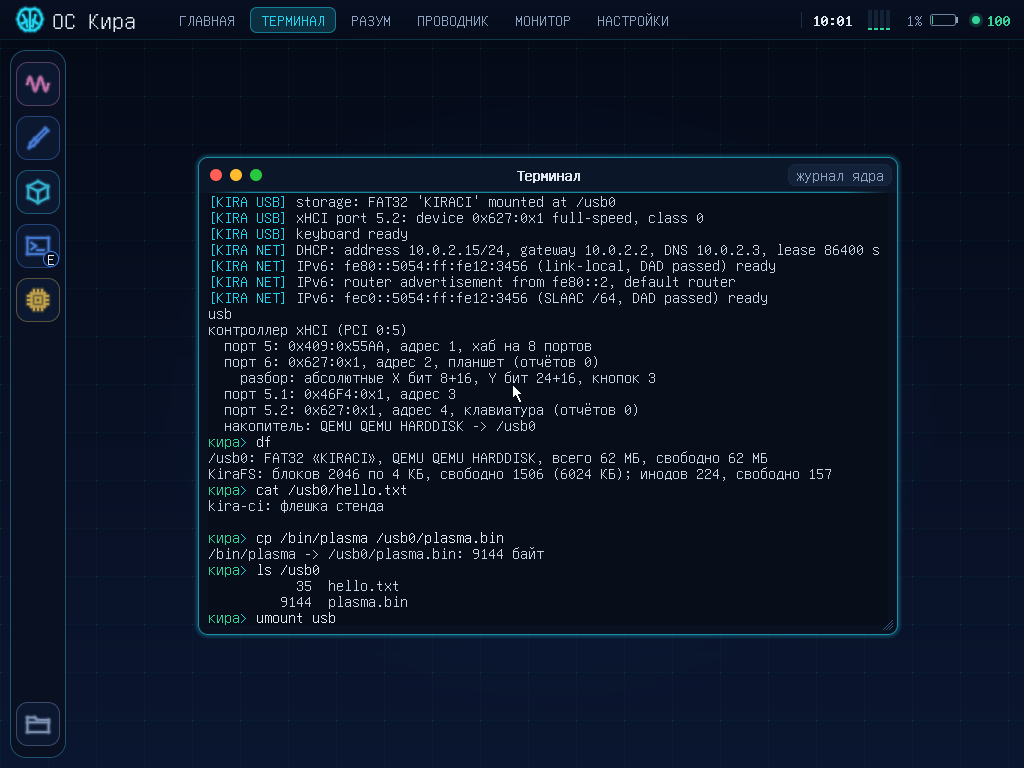 ОС Кира
ГЛАВНАЯ ТЕРМИНАЛ РАЗУМ ПРОВОДНИК МОНИТОР НАСТРОЙКИ
10:01 1% 100
E
Терминал
журнал ядра
[KIRA USB] storage: FAT32 'KIRACI' mounted at /usb0
[KIRA USB] xHCI port 5.2: device 0x627:0x1 full-speed, class 0
[KIRA USB] keyboard ready
[KIRA NET] DHCP: address 10.0.2.15/24, gateway 10.0.2.2, DNS 10.0.2.3, lease 86400 s
[KIRA NET] IPv6: fe80::5054:ff:fe12:3456 (link-local, DAD passed) ready
[KIRA NET] IPv6: router advertisement from fe80::2, default router
[KIRA NET] IPv6: fec0::5054:ff:fe12:3456 (SLAAC /64, DAD passed) ready
usb
контроллер xHCI (PCI 0:5)
порт 5: 0x409:0x55AA, адрес 1, хаб на 8 портов
порт 6: 0x627:0x1, адрес 2, планшет (отчётов 0)
разбор: абсолютные X бит 8+16, Y бит 24+16, кнопок 3
порт 5.1: 0x46F4:0x1, адрес 3
порт 5.2: 0x627:0x1, адрес 4, клавиатура (отчётов 0)
накопитель: QEMU QEMU HARDDISK -> /usb0
кира> df
/usb0: FAT32 «KIRACI», QEMU QEMU HARDDISK, всего 62 МБ, свободно 62 МБ
KiraFS: блоков 2046 по 4 КБ, свободно 1506 (6024 КБ); инодов 224, свободно 157
кира> cat /usb0/hello.txt
kira-ci: флешка стенда
кира> cp /bin/plasma /usb0/plasma.bin
/bin/plasma -> /usb0/plasma.bin: 9144 байт
кира> ls /usb0
35 hello.txt
9144 plasma.bin
кира> umount usb